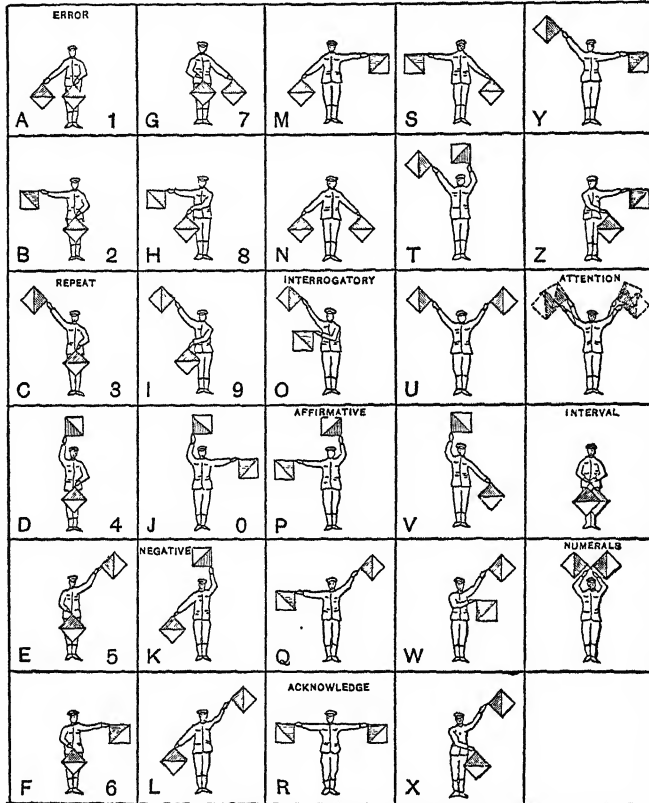 ERROR
A 1 G 7 M S Y
B 2 H 8 N T Z
REPEAT INTERROGATORY ATTENTION
C 3 I 9 O U
AFFIRMATIVE INTERVAL
D 4 J 0 P V
NEGATIVE NUMERALS
E 5 K Q W
ACKNOWLEDGE
F 6 L R X